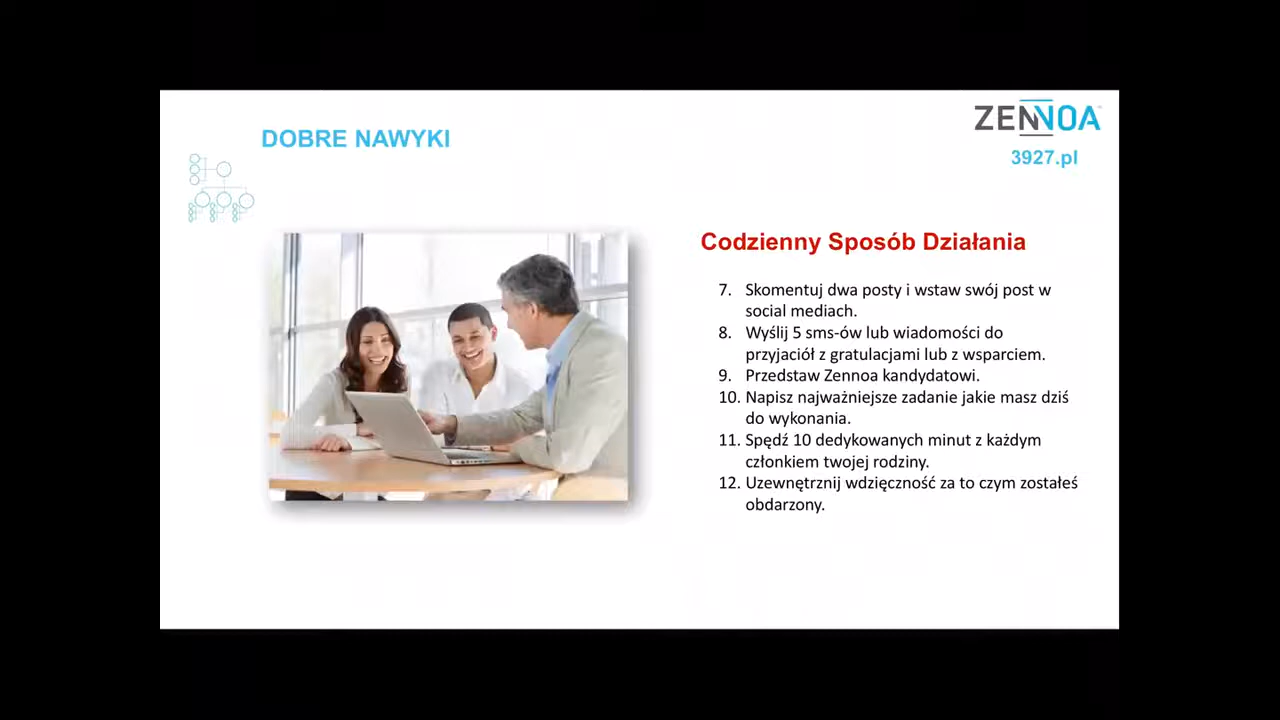 DOBRE NAWYKI
ZENNOA
3927.pl
Codzienny Sposób Działania
7. Skomentuj dwa posty i wstaw swój post w
social mediach.
8. Wyślij 5 sms-ów lub wiadomości do
przyjaciół z gratulacjami lub z wsparciem.
9. Przedstaw Zennoa kandydatowi.
10. Napisz najważniejsze zadanie jakie masz dziś
do wykonania.
11. Spędź 10 dedykowanych minut z każdym
członkiem twojej rodziny.
12. Uzewnętrznij wdzięczność za to czym zostałeś
obdarzony.